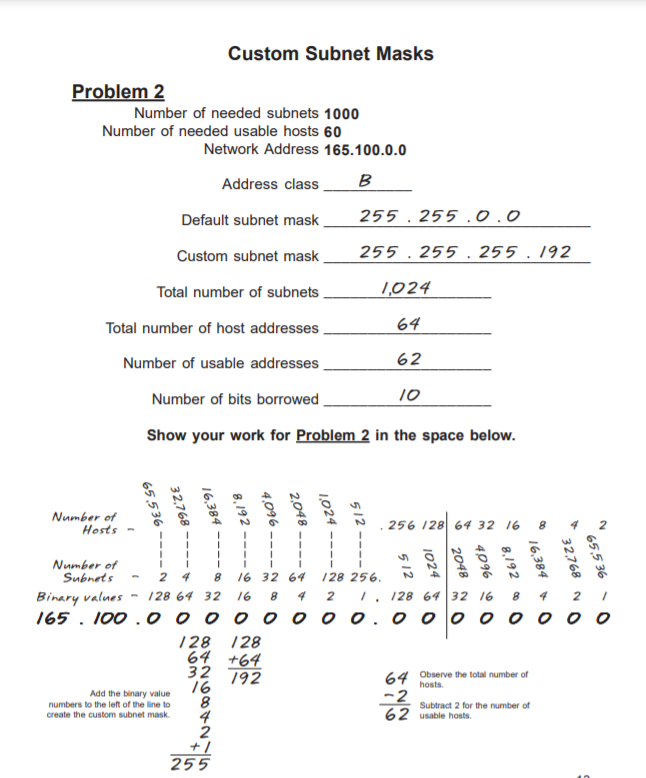 Custom Subnet Masks
Problem 2
Number of needed subnets 1000
Number of needed usable hosts 60
Network Address 165.100.0.0
Address class B
Default subnet mask 255 . 255 . 0 . 0
Custom subnet mask 255 . 255 . 255 . 192
Total number of subnets 1,024
Total number of host addresses 64
Number of usable addresses 62
Number of bits borrowed 10
Show your work for Problem 2 in the space below.
Number of Hosts - 65,536 32,768 16,384 8,192 4,096 2,048 1,024 512 . 256 128 64 32 16 8 4 2
Number of Subnets - 2 4 8 16 32 64 128 256. 512 1024 2048 4,096 8,192 16,384 32,768 65,536
Binary values - 128 64 32 16 8 4 2 1 . 128 64 32 16 8 4 2 1
165 . 100 . 0 0 0 0 0 0 0 0 . 0 0 0 0 0 0 0 0
128 128
64 +64
32 192
16
8
4
2
+1
255
Add the binary value
numbers to the left of the line to
create the custom subnet mask.
64 Observe the total number of
hosts.
-2 Subtract 2 for the number of
62 usable hosts.